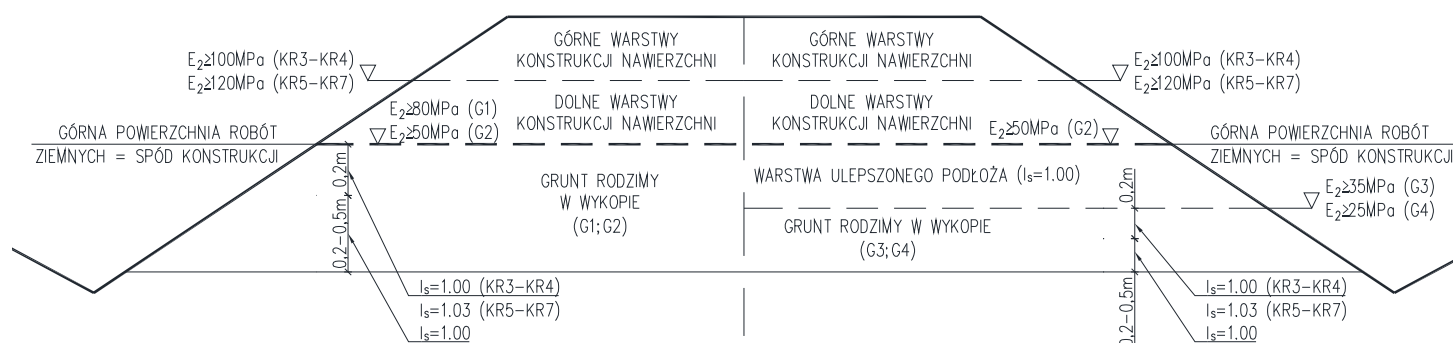 GÓRNE WARSTWY
KONSTRUKCJI NAWIERZCHNI
GÓRNE WARSTWY
KONSTRUKCJI NAWIERZCHNI
E₂≥100MPa (KR3-KR4)
E₂≥120MPa (KR5-KR7)
E₂≥100MPa (KR3-KR4)
E₂≥120MPa (KR5-KR7)
E₂≥80MPa (G1)
E₂≥50MPa (G2)
DOLNE WARSTWY
KONSTRUKCJI NAWIERZCHNI
DOLNE WARSTWY
KONSTRUKCJI NAWIERZCHNI
E₂≥50MPa (G2)
GÓRNA POWIERZCHNIA ROBÓT
ZIEMNYCH = SPÓD KONSTRUKCJI
GÓRNA POWIERZCHNIA ROBÓT
ZIEMNYCH = SPÓD KONSTRUKCJI
0,2m
0,2-0,5m
GRUNT RODZIMY
W WYKOPIE
(G1;G2)
WARSTWA ULEPSZONEGO PODŁOŻA (Iₛ=1.00)
0,2m
E₂≥35MPa (G3)
E₂≥25MPa (G4)
GRUNT RODZIMY W WYKOPIE
(G3;G4)
Iₛ=1.00 (KR3-KR4)
Iₛ=1.03 (KR5-KR7)
Iₛ=1.00
0,2-0,5m
Iₛ=1.00 (KR3-KR4)
Iₛ=1.03 (KR5-KR7)
Iₛ=1.00